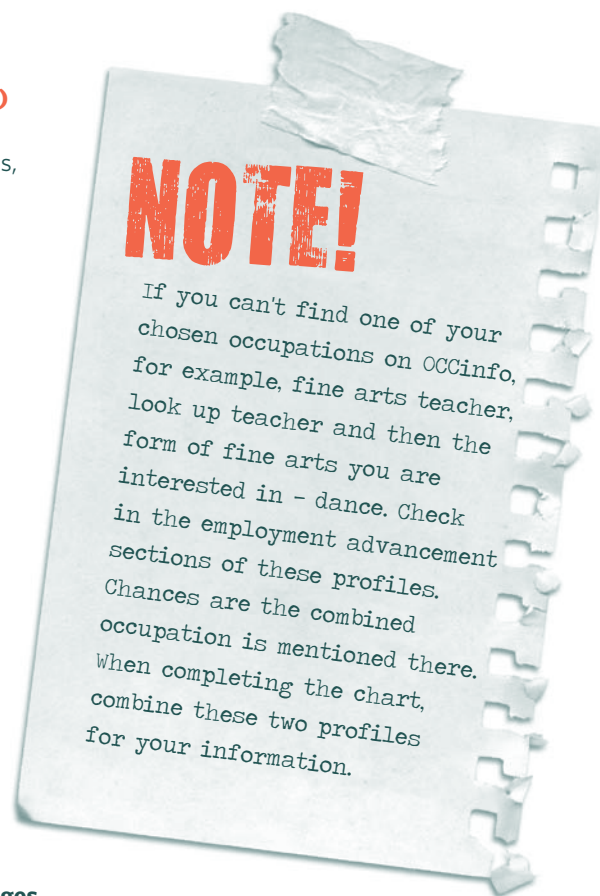 s,
NOTE!
If you can't find one of your
chosen occupations on OCCinfo,
for example, fine arts teacher,
look up teacher and then the
form of fine arts you are
interested in – dance. Check
in the employment advancement
sections of these profiles.
Chances are the combined
occupation is mentioned there.
When completing the chart,
combine these two profiles
for your information.